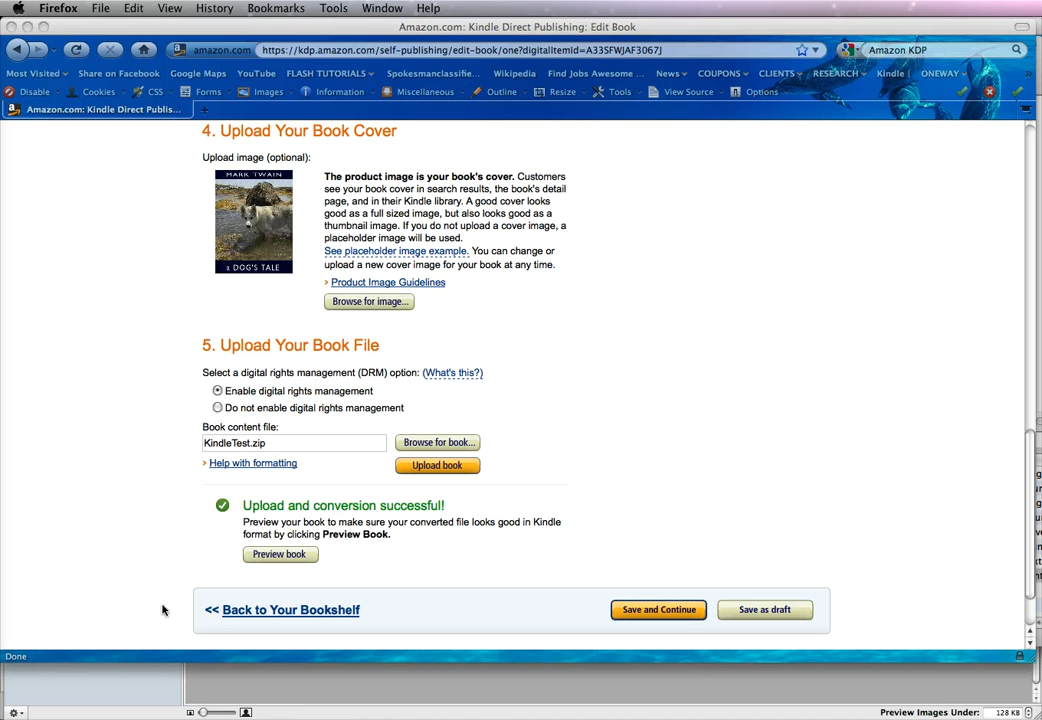 Firefox File Edit View History Bookmarks Tools Window Help
Amazon.com: Kindle Direct Publishing: Edit Book
amazon.com https://kdp.amazon.com/self-publishing/edit-book/one?digitalItemId=A33SFWJAF3067J Amazon KDP
Most Visited Share on Facebook Google Maps YouTube FLASH TUTORIALS Spokesmanclassifie... Wikipedia Find Jobs Awesome ... News COUPONS CLIENTS RESEARCH Kindle ONEWAY »
Disable Cookies CSS Forms Images Information Miscellaneous Outline Resize Tools View Source Options
Amazon.com: Kindle Direct Publis...
4. Upload Your Book Cover
Upload image (optional):
MARK TWAIN
A DOG'S TALE
The product image is your book's cover. Customers
see your book cover in search results, the book's detail
page, and in their Kindle library. A good cover looks
good as a full sized image, but also looks good as a
thumbnail image. If you do not upload a cover image, a
placeholder image will be used.
See placeholder image example. You can change or
upload a new cover image for your book at any time.
› Product Image Guidelines
Browse for image...
5. Upload Your Book File
Select a digital rights management (DRM) option: (What's this?)
Enable digital rights management
Do not enable digital rights management
Book content file:
KindleTest.zip Browse for book...
› Help with formatting Upload book
Upload and conversion successful!
Preview your book to make sure your converted file looks good in Kindle
format by clicking Preview Book.
Preview book
<< Back to Your Bookshelf Save and Continue Save as draft
Done
Preview Images Under: 128 KB